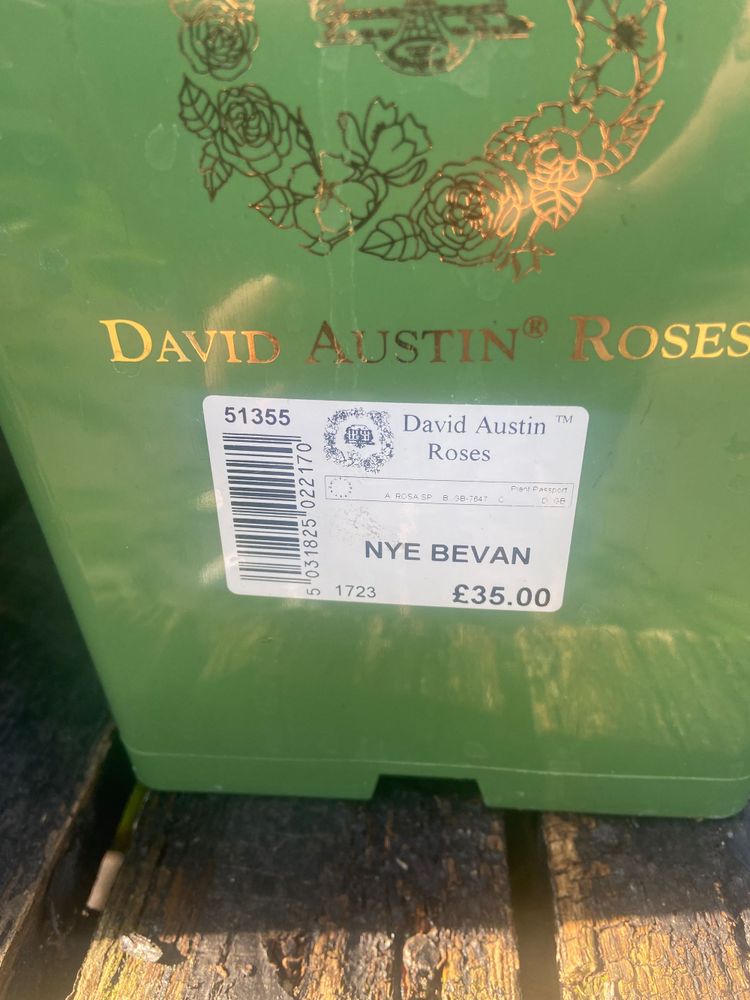 DAVID AUSTIN® ROSES
51355
David Austin ™
Roses
Plant Passport
A. ROSA SP B. GB-7647 C D. GB
NYE BEVAN
5 031825 022170
1723
£35.00